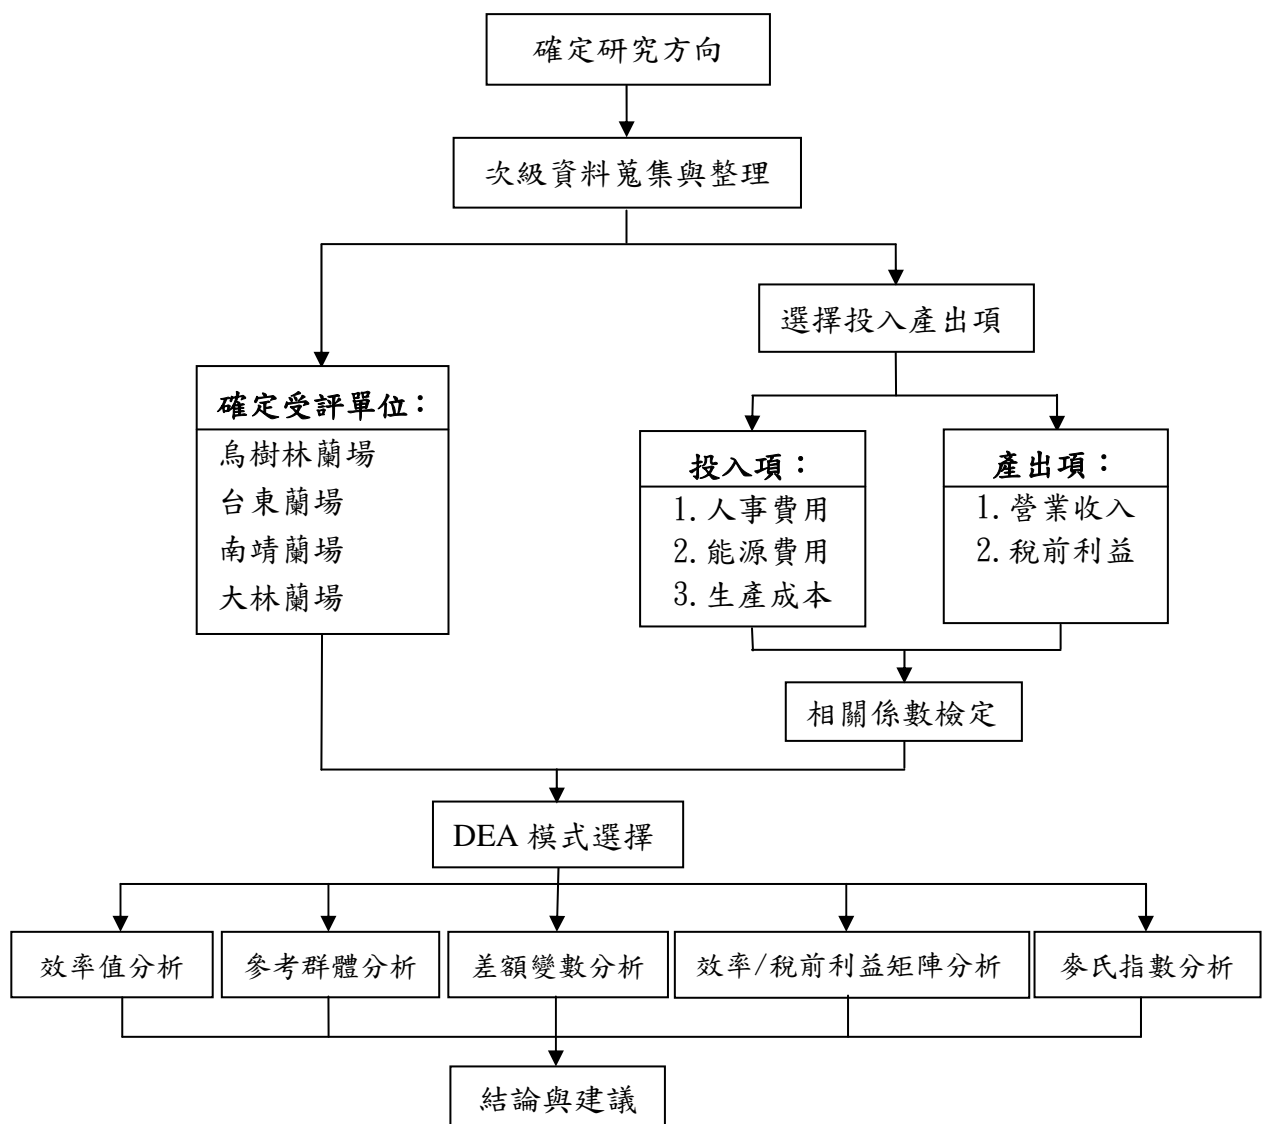 確定研究方向
次級資料蒐集與整理
選擇投入產出項
確定受評單位：
烏樹林蘭場
台東蘭場
南靖蘭場
大林蘭場
投入項：
1.人事費用
2.能源費用
3.生產成本
產出項：
1.營業收入
2.稅前利益
相關係數檢定
DEA 模式選擇
效率值分析
參考群體分析
差額變數分析
效率/稅前利益矩陣分析
麥氏指數分析
結論與建議